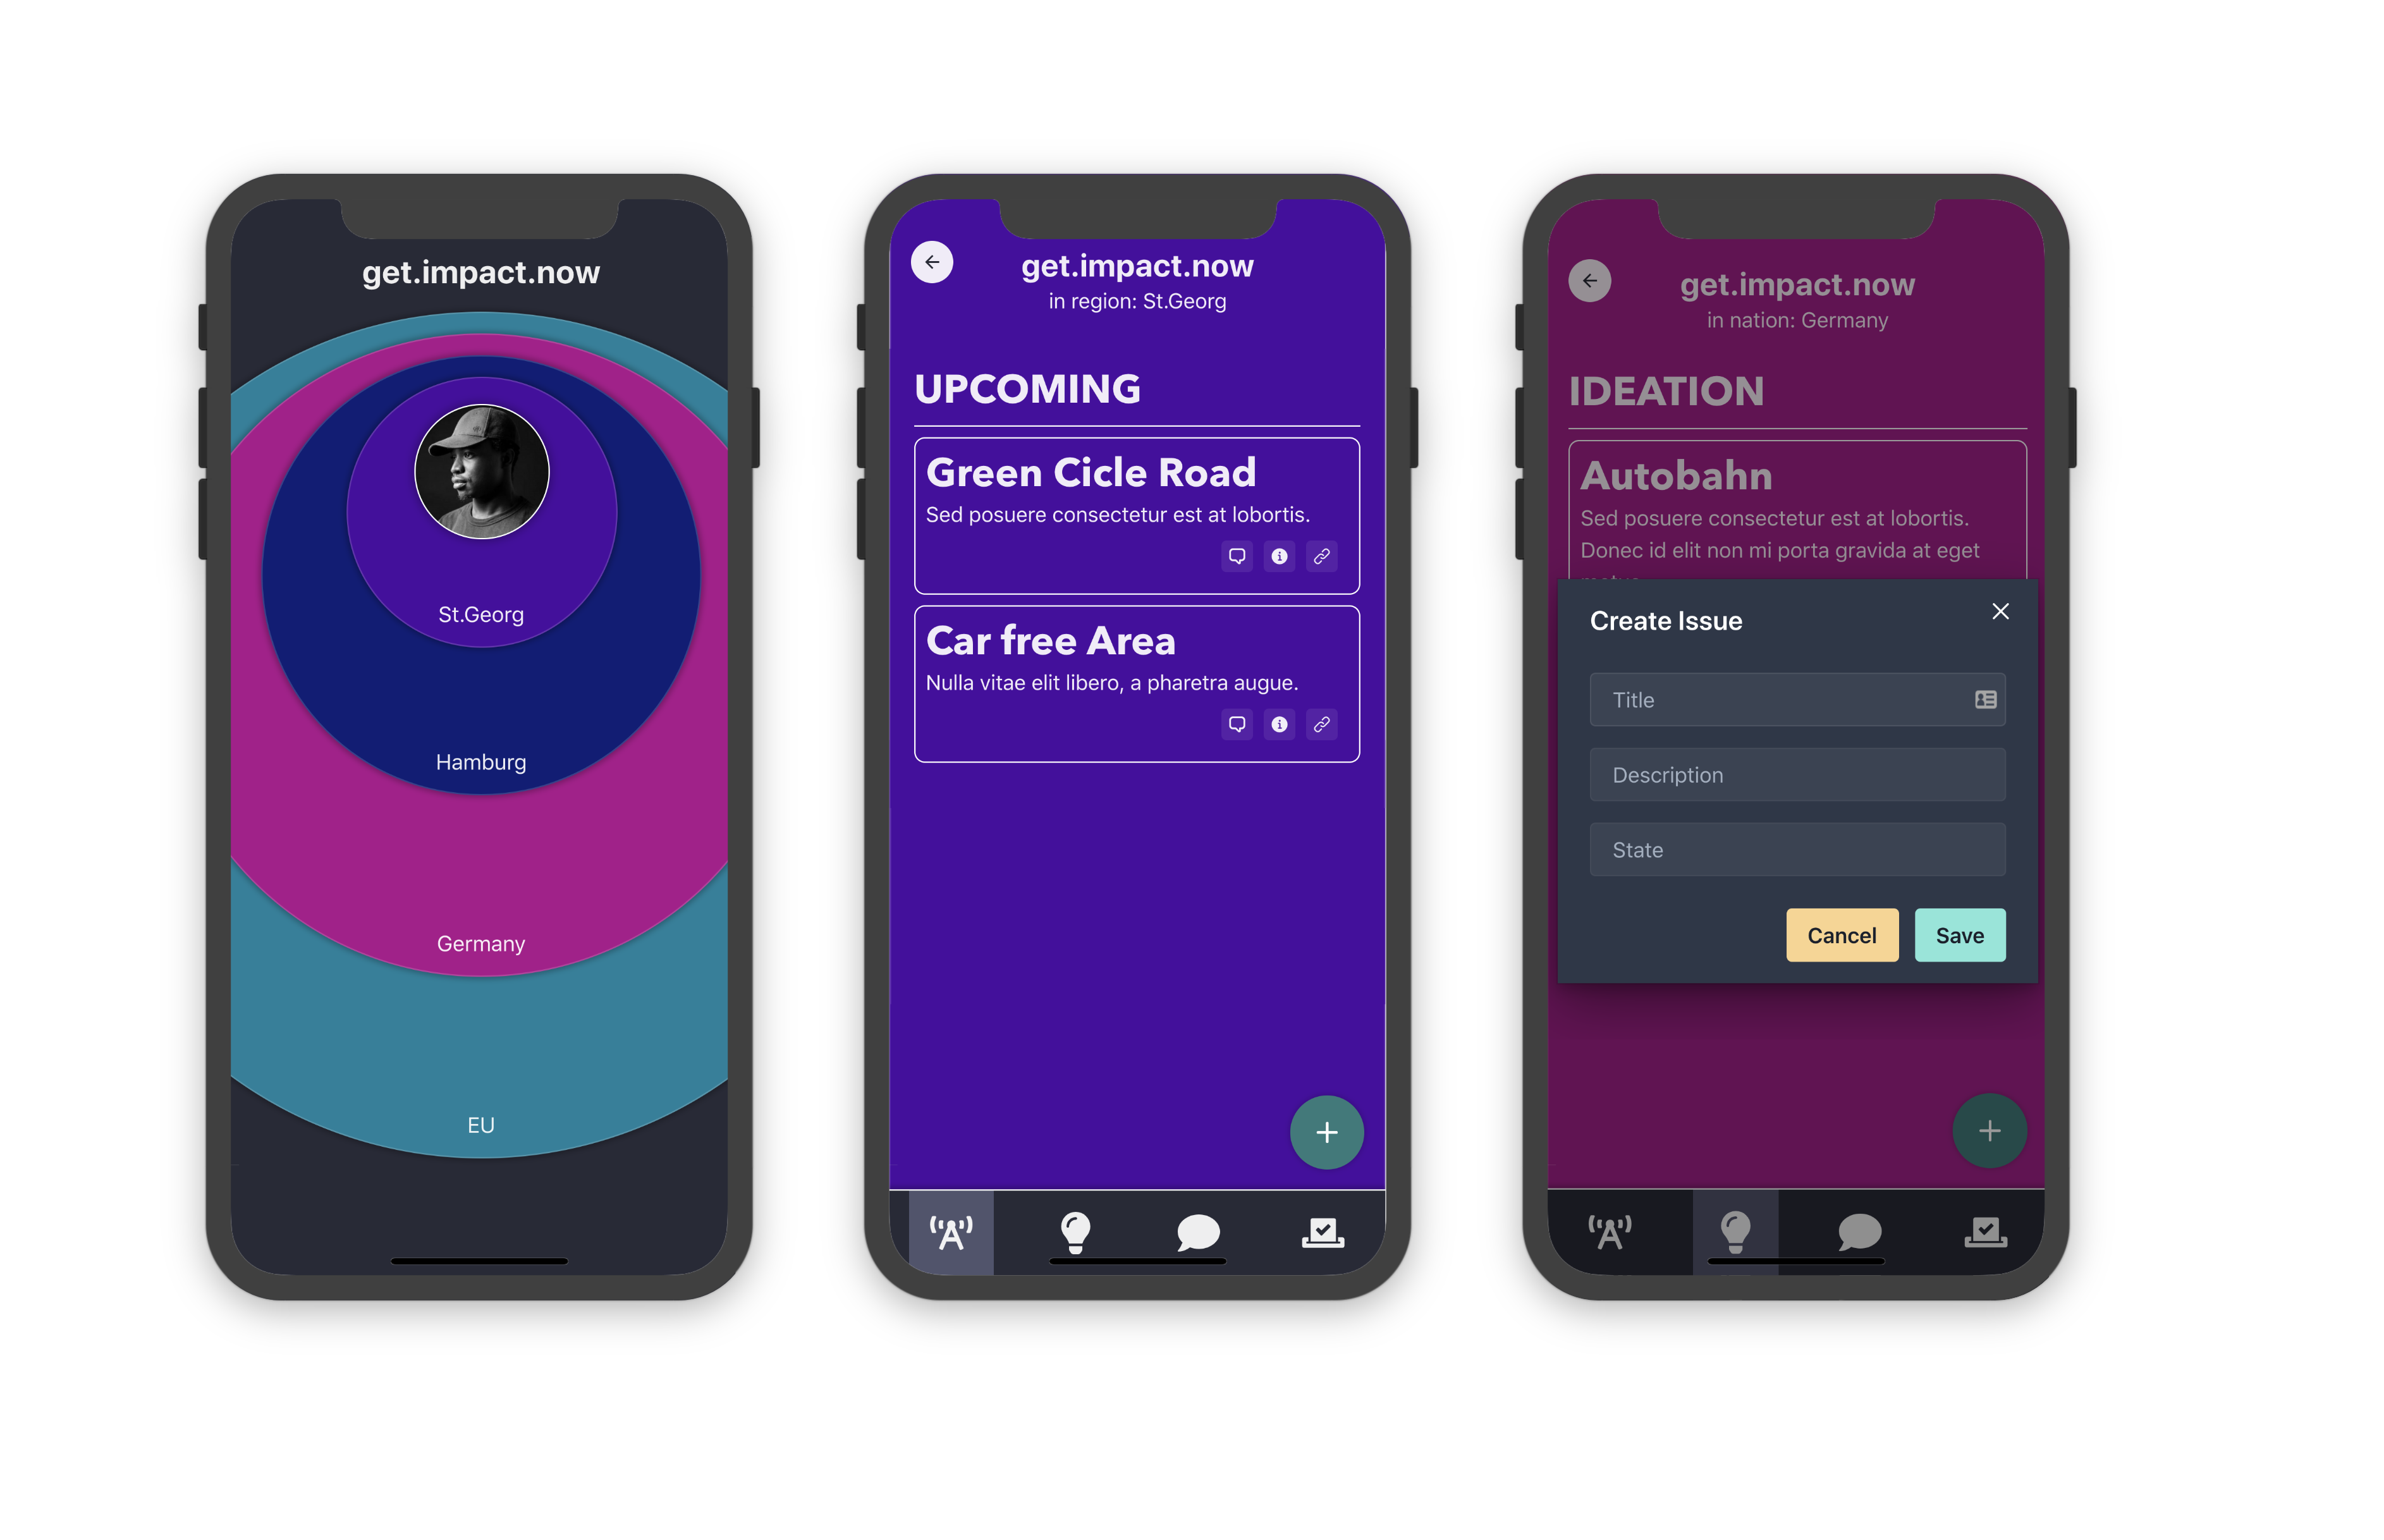 get.impact.now
St.Georg
Hamburg
Germany
EU
get.impact.now
in region: St.Georg
UPCOMING
Green Cicle Road
Sed posuere consectetur est at lobortis.
Car free Area
Nulla vitae elit libero, a pharetra augue.
get.impact.now
in nation: Germany
IDEATION
Autobahn
Sed posuere consectetur est at lobortis.
Donec id elit non mi porta gravida at eget
Create Issue
Title
Description
State
Cancel
Save